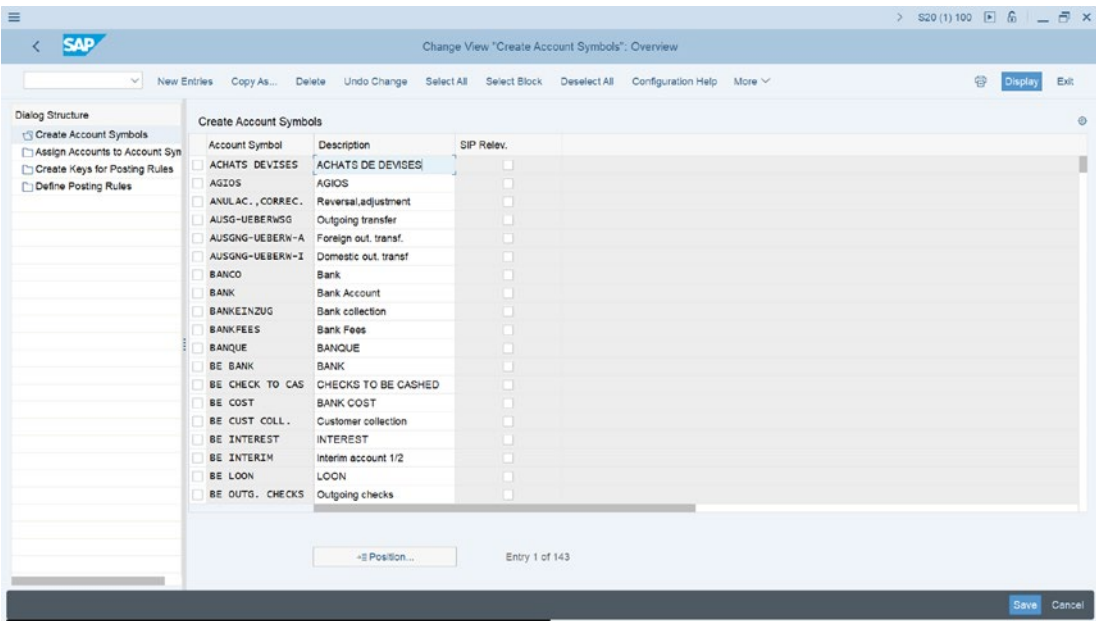 S20 (1) 100
SAP
Change View "Create Account Symbols": Overview
New Entries Copy As... Delete Undo Change Select All Select Block Deselect All Configuration Help More Display Exit
Dialog Structure
Create Account Symbols
Assign Accounts to Account Syn
Create Keys for Posting Rules
Define Posting Rules
Create Account Symbols
Account Symbol Description SIP Relev.
ACHATS DEVISES ACHATS DE DEVISES
AGIOS AGIOS
ANULAC.,CORREC. Reversal,adjustment
AUSG-UEBERWSG Outgoing transfer
AUSGNG-UEBERW-A Foreign out. transf.
AUSGNG-UEBERW-I Domestic out. transf
BANCO Bank
BANK Bank Account
BANKEINZUG Bank collection
BANKFEES Bank Fees
BANQUE BANQUE
BE BANK BANK
BE CHECK TO CAS CHECKS TO BE CASHED
BE COST BANK COST
BE CUST COLL. Customer collection
BE INTEREST INTEREST
BE INTERIM Interim account 1/2
BE LOON LOON
BE OUTG. CHECKS Outgoing checks
Position... Entry 1 of 143
Save Cancel